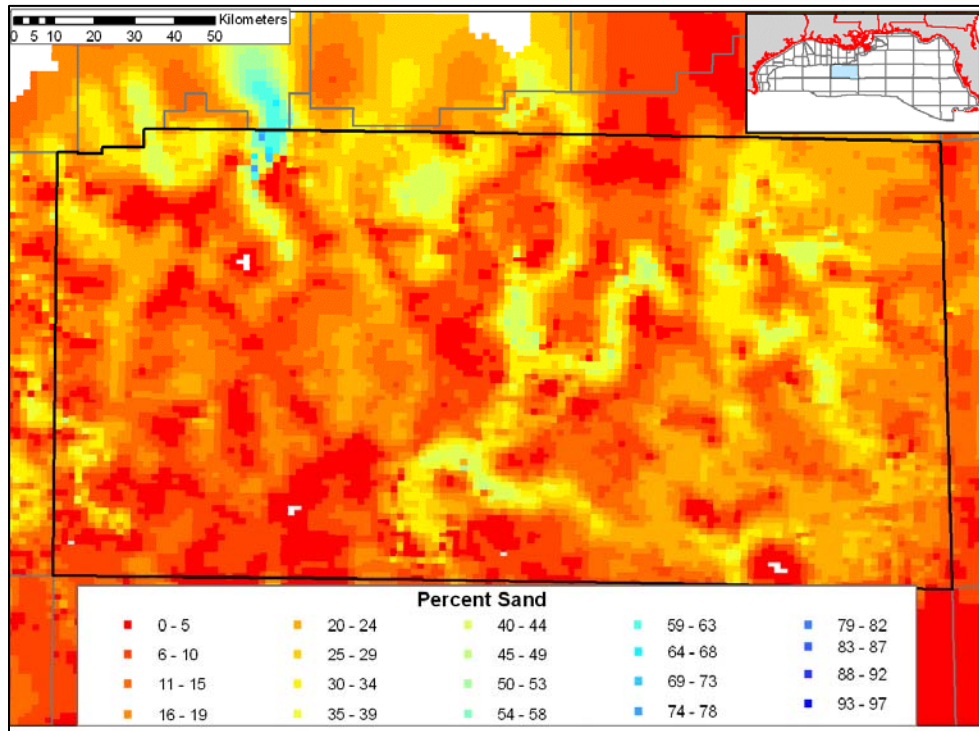 Kilometers
0 5 10 20 30 40 50
Percent Sand
0 - 5 20 - 24 40 - 44 59 - 63 79 - 82
6 - 10 25 - 29 45 - 49 64 - 68 83 - 87
11 - 15 30 - 34 50 - 53 69 - 73 88 - 92
16 - 19 35 - 39 54 - 58 74 - 78 93 - 97